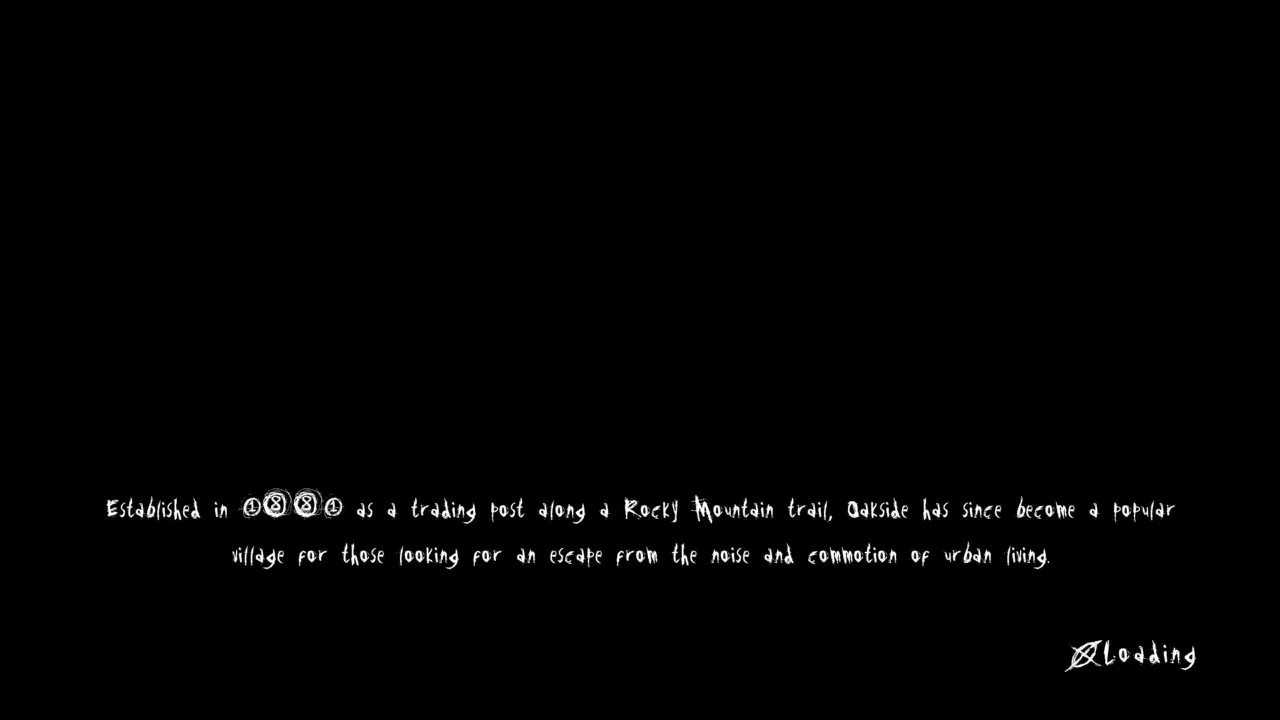 Established in 1881 as a trading post along a Rocky Mountain trail, Oakside has since become a popular
village for those looking for an escape from the noise and commotion of urban living.
Loading